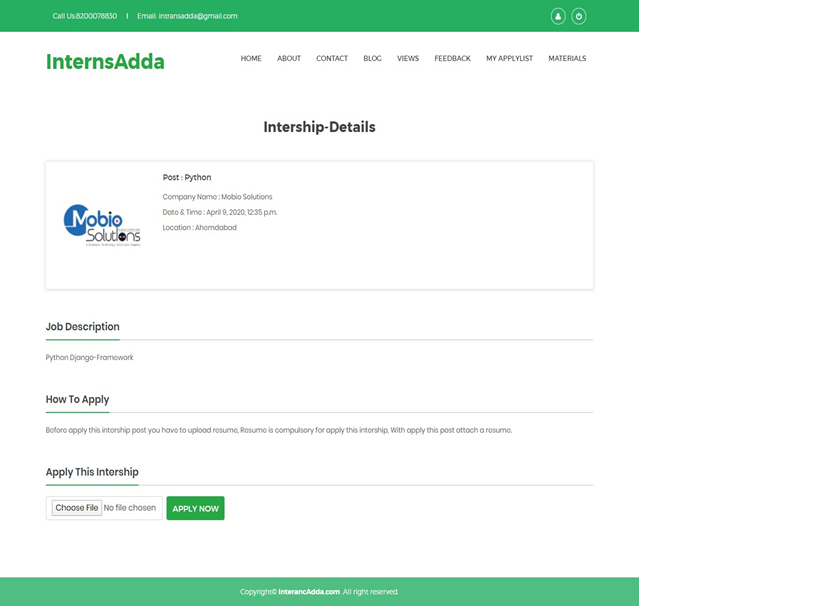 Call Us:8200078830 | Email: intransadda@gmail.com
InternsAdda
HOME ABOUT CONTACT BLOG VIEWS FEEDBACK MY APPLYLIST MATERIALS
Intership-Details
Post : Python
Company Name : Mobio Solutions
Date & Time : April 9, 2020, 12:35 p.m.
Location : Ahemdabad
Mobio
Solutions
Job Description
Python Django-Framework
How To Apply
Before apply this intership post you have to upload resume, Resume is compulsory for apply this intership, With apply this post attach a resume.
Apply This Intership
Choose File No file chosen APPLY NOW
Copyright© InterancAdda.com .All right reserved.